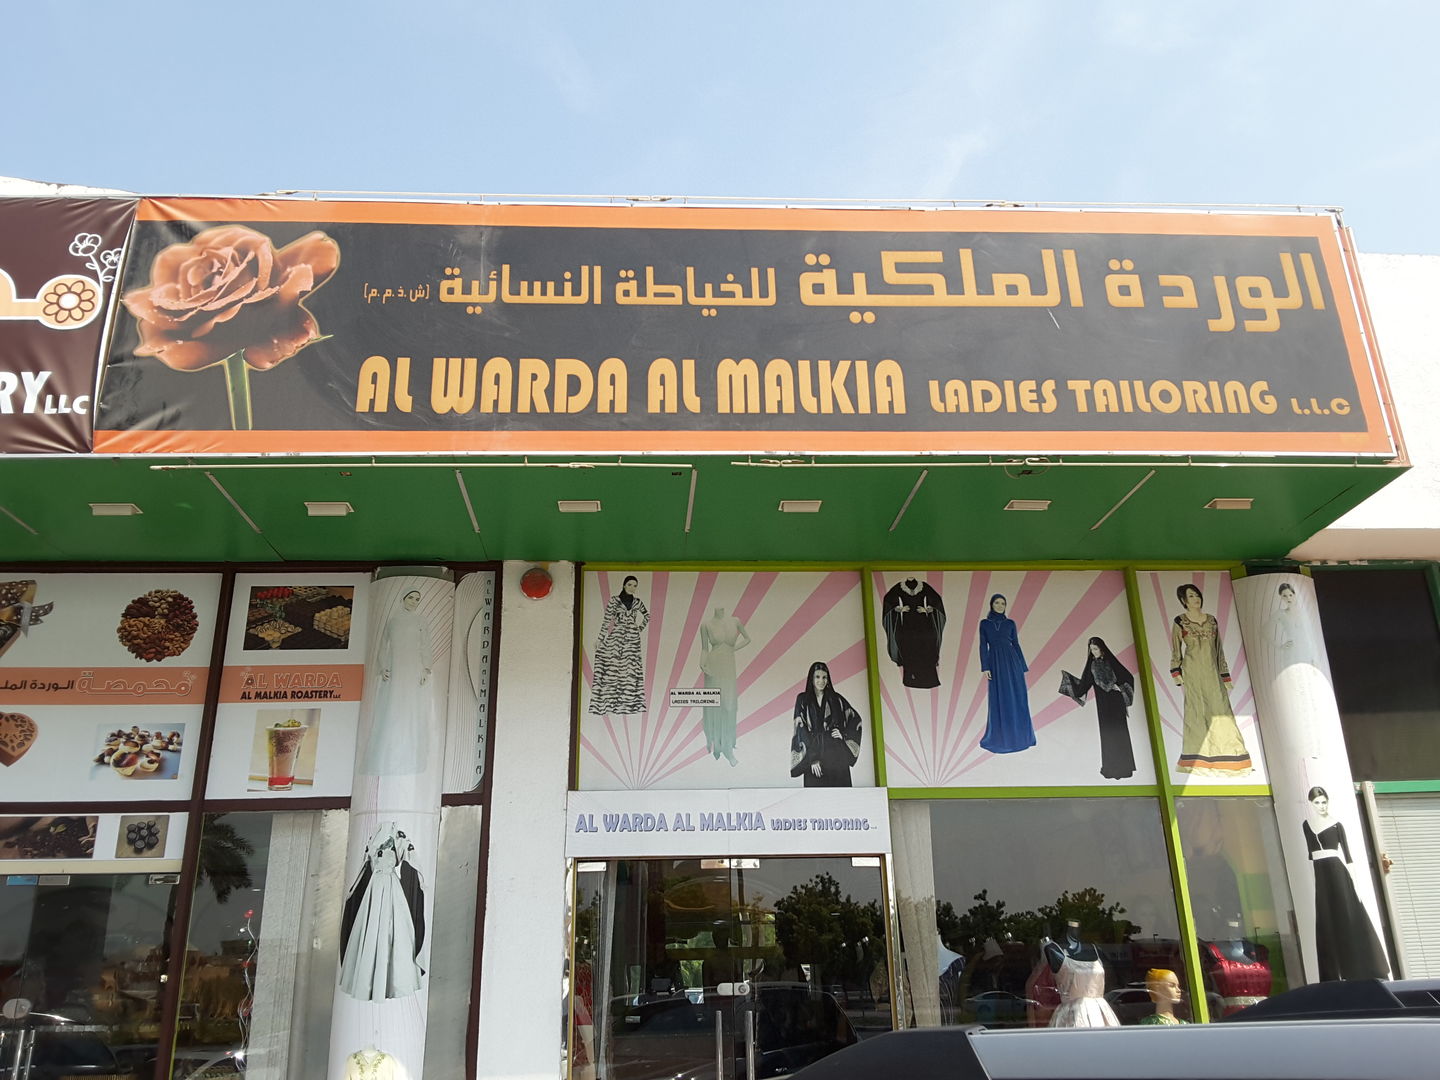 الوردة الملكية للخياطة النسائية (ش.ذ.م.م)
AL WARDA AL MALKIA LADIES TAILORING L.L.C
RY LLC
محمصة الوردة الملـ
AL WARDA
AL MALKIA ROASTERY LLC
AL WARDA AL MALKIA
AL WARDA AL MALKIA
LADIES TAILORING
AL WARDA AL MALKIA LADIES TAILORING